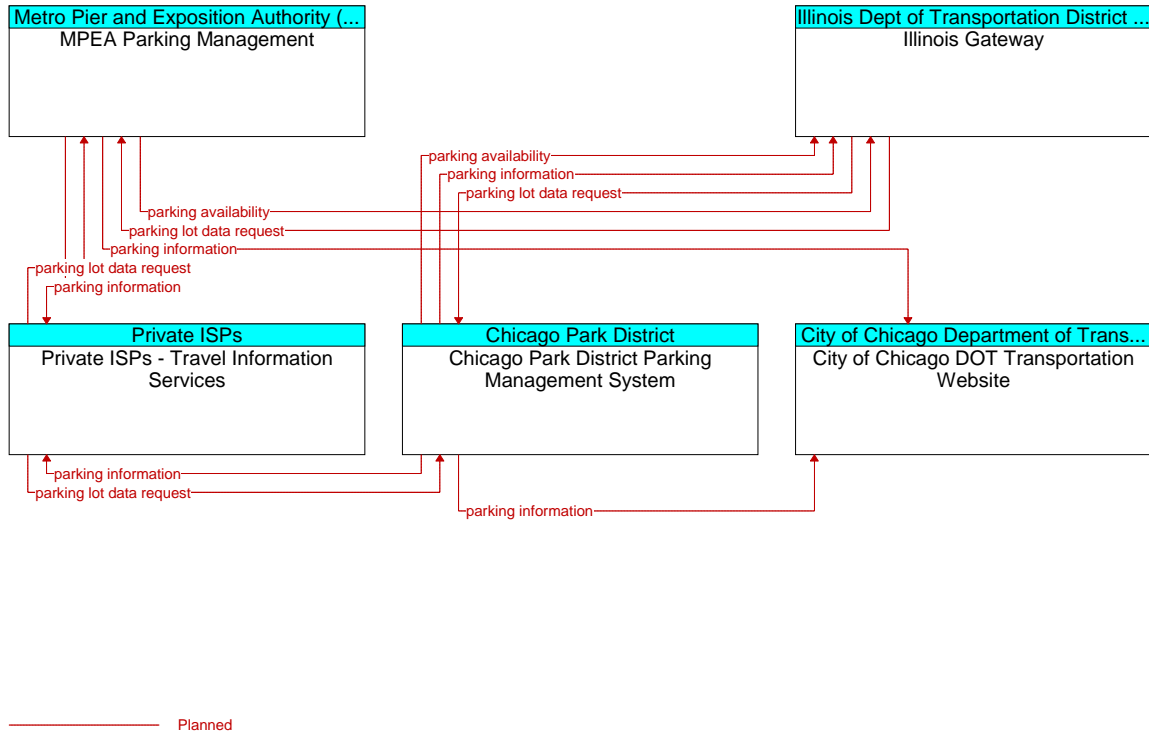 Metro Pier and Exposition Authority (...
MPEA Parking Management
Illinois Dept of Transportation District ...
Illinois Gateway
parking availability
parking information
parking lot data request
parking availability
parking lot data request
parking information
parking lot data request
parking information
Private ISPs
Private ISPs - Travel Information
Services
Chicago Park District
Chicago Park District Parking
Management System
City of Chicago Department of Trans...
City of Chicago DOT Transportation
Website
parking information
parking lot data request
parking information
Planned